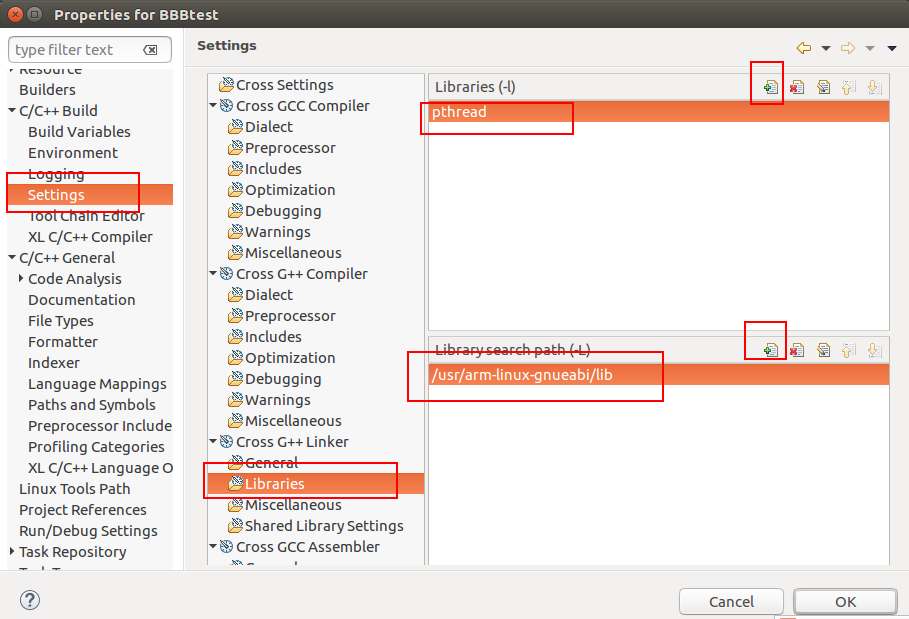 Properties for BBBtest
type filter text
Settings
Resource
Builders
C/C++ Build
Build Variables
Environment
Logging
Settings
Tool Chain Editor
XL C/C++ Compiler
C/C++ General
Code Analysis
Documentation
File Types
Formatter
Indexer
Language Mappings
Paths and Symbols
Preprocessor Include
Profiling Categories
XL C/C++ Language O
Linux Tools Path
Project References
Run/Debug Settings
Task Repository
Cross Settings
Cross GCC Compiler
Dialect
Preprocessor
Includes
Optimization
Debugging
Warnings
Miscellaneous
Cross G++ Compiler
Dialect
Preprocessor
Includes
Optimization
Debugging
Warnings
Miscellaneous
Cross G++ Linker
General
Libraries
Miscellaneous
Shared Library Settings
Cross GCC Assembler
Libraries (-l)
pthread
Library search path (-L)
/usr/arm-linux-gnueabi/lib
?
Cancel
OK